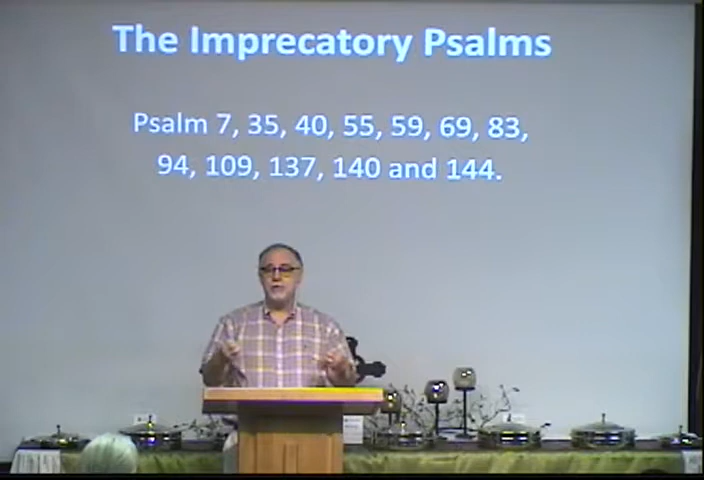 The Imprecatory Psalms
Psalm 7, 35, 40, 55, 59, 69, 83,
94, 109, 137, 140 and 144.